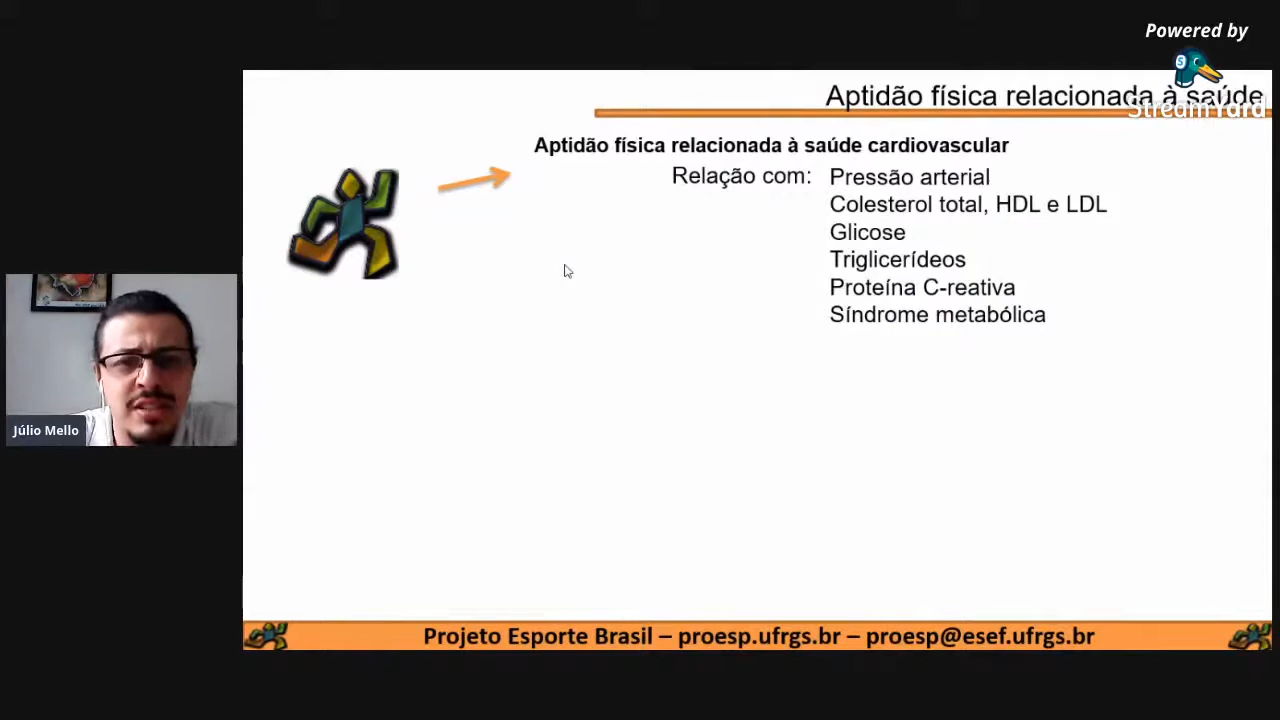 Powered by
StreamYard
Aptidão física relacionada à saúde
Aptidão física relacionada à saúde cardiovascular
Relação com: Pressão arterial
Colesterol total, HDL e LDL
Glicose
Triglicerídeos
Proteína C-reativa
Síndrome metabólica
Júlio Mello
Projeto Esporte Brasil – proesp.ufrgs.br – proesp@esef.ufrgs.br